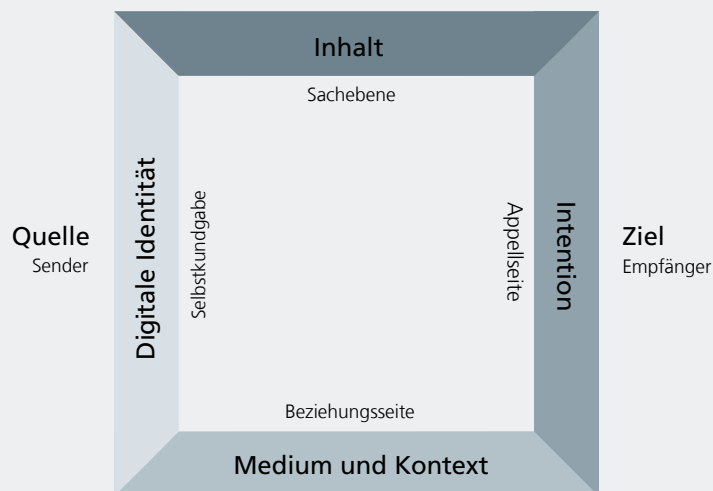 Inhalt
Sachebene
Digitale Identität
Selbstkundgabe
Appellseite
Intention
Quelle
Sender
Ziel
Empfänger
Beziehungsseite
Medium und Kontext